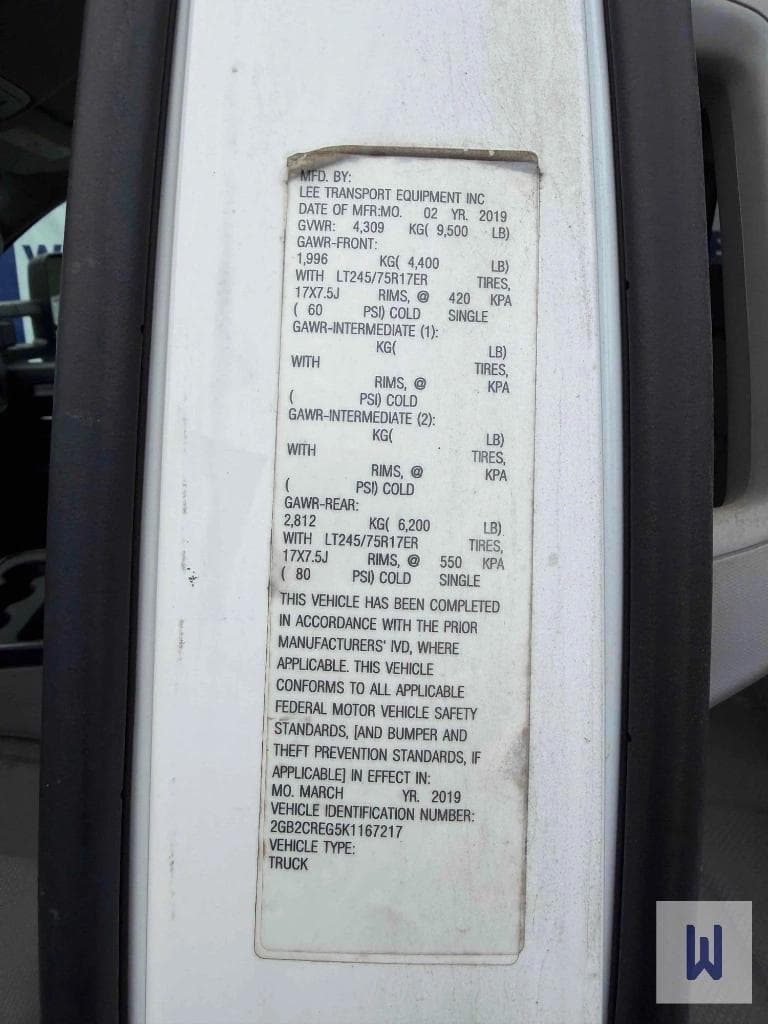 MFD. BY:
LEE TRANSPORT EQUIPMENT INC
DATE OF MFR:MO. 02 YR. 2019
GVWR: 4,309 KG( 9,500 LB)
GAWR-FRONT:
1,996 KG( 4,400 LB)
WITH LT245/75R17ER TIRES,
17X7.5J RIMS, @ 420 KPA
( 60 PSI) COLD SINGLE
GAWR-INTERMEDIATE (1):
KG( LB)
WITH TIRES,
RIMS, @ KPA
( PSI) COLD
GAWR-INTERMEDIATE (2):
KG( LB)
WITH TIRES,
RIMS, @ KPA
( PSI) COLD
GAWR-REAR:
2,812 KG( 6,200 LB)
WITH LT245/75R17ER TIRES,
17X7.5J RIMS, @ 550 KPA
( 80 PSI) COLD SINGLE
THIS VEHICLE HAS BEEN COMPLETED
IN ACCORDANCE WITH THE PRIOR
MANUFACTURERS' IVD, WHERE
APPLICABLE. THIS VEHICLE
CONFORMS TO ALL APPLICABLE
FEDERAL MOTOR VEHICLE SAFETY
STANDARDS, [AND BUMPER AND
THEFT PREVENTION STANDARDS, IF
APPLICABLE] IN EFFECT IN:
MO. MARCH YR. 2019
VEHICLE IDENTIFICATION NUMBER:
2GB2CREG5K1167217
VEHICLE TYPE:
TRUCK
W